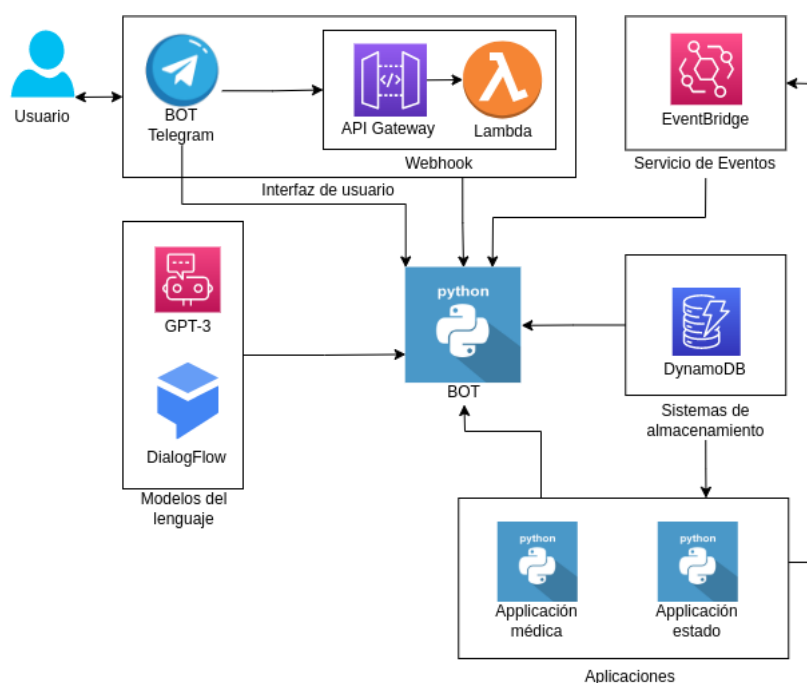 Usuario
BOT
Telegram
API Gateway
Lambda
Webhook
Interfaz de usuario
EventBridge
Servicio de Eventos
GPT-3
DialogFlow
Modelos del
lenguaje
python
BOT
DynamoDB
Sistemas de
almacenamiento
python
Applicación
médica
python
Applicación
estado
Aplicaciones